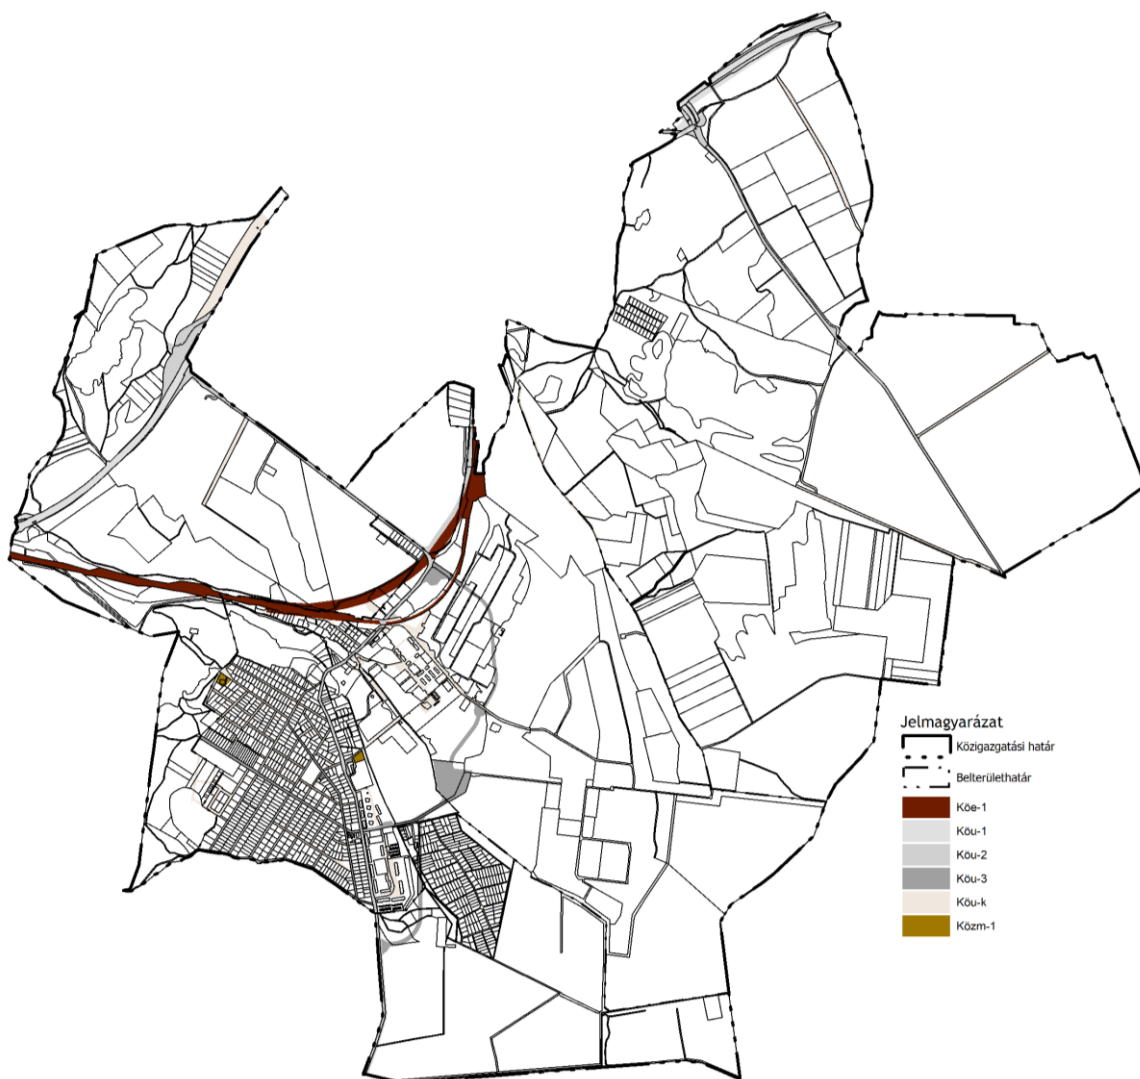 Jelmagyarázat
Közigazgatási határ
Belterülethatár
Köe-1
Köu-1
Köu-2
Köu-3
Köu-k
Közm-1